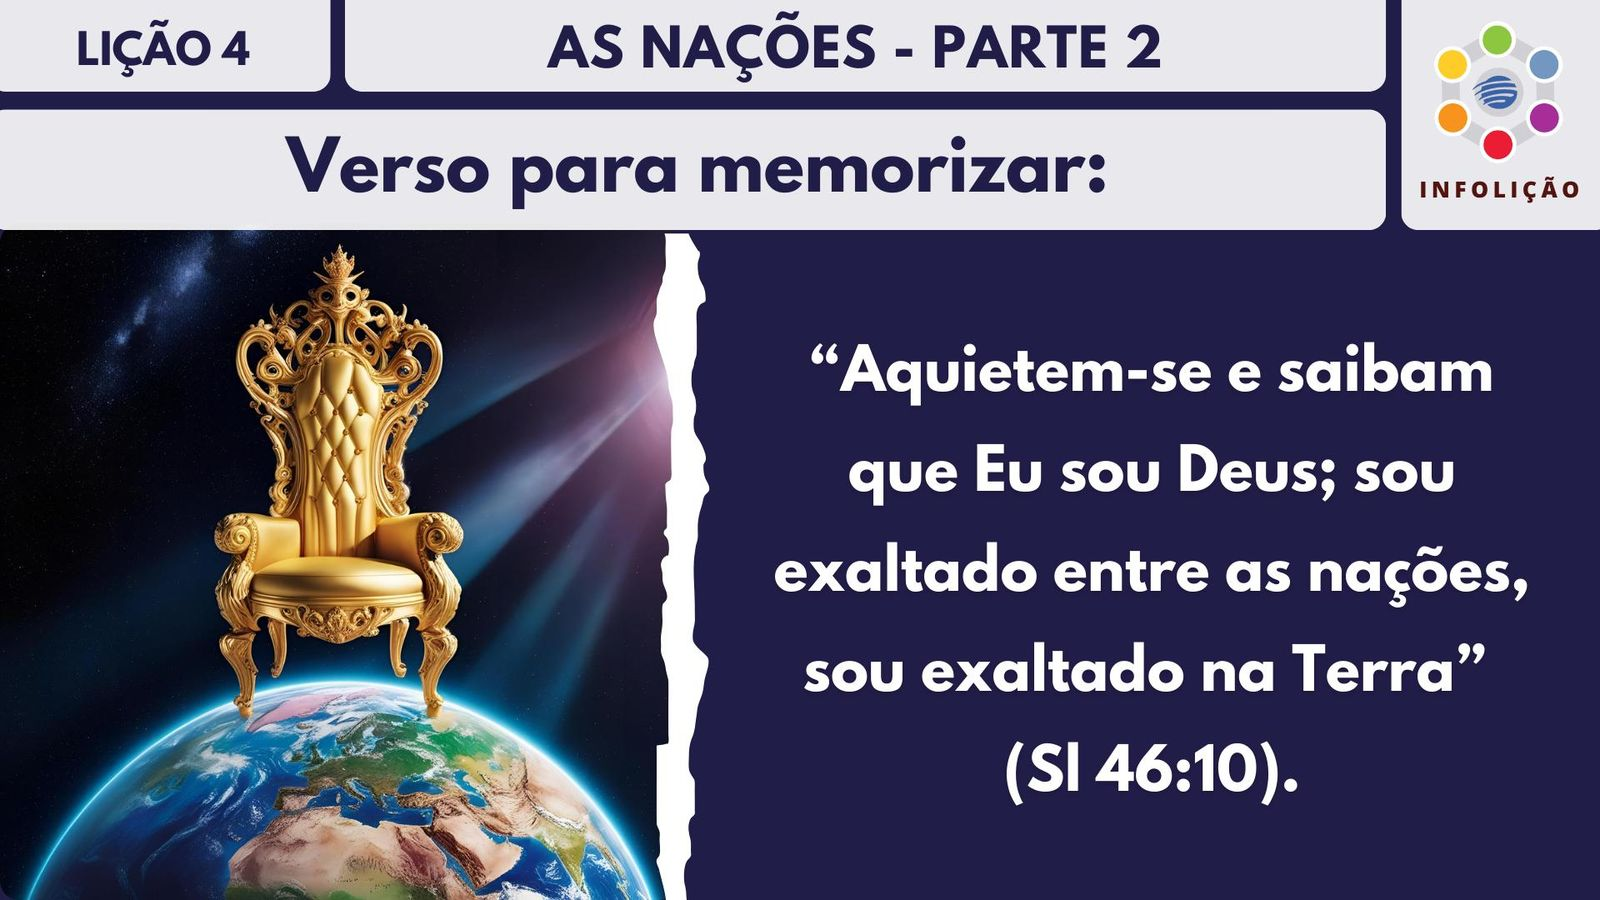 LIÇÃO 4
AS NAÇÕES - PARTE 2
INFOLIÇÃO
Verso para memorizar:
“Aquietem-se e saibam
que Eu sou Deus; sou
exaltado entre as nações,
sou exaltado na Terra”
(Sl 46:10).